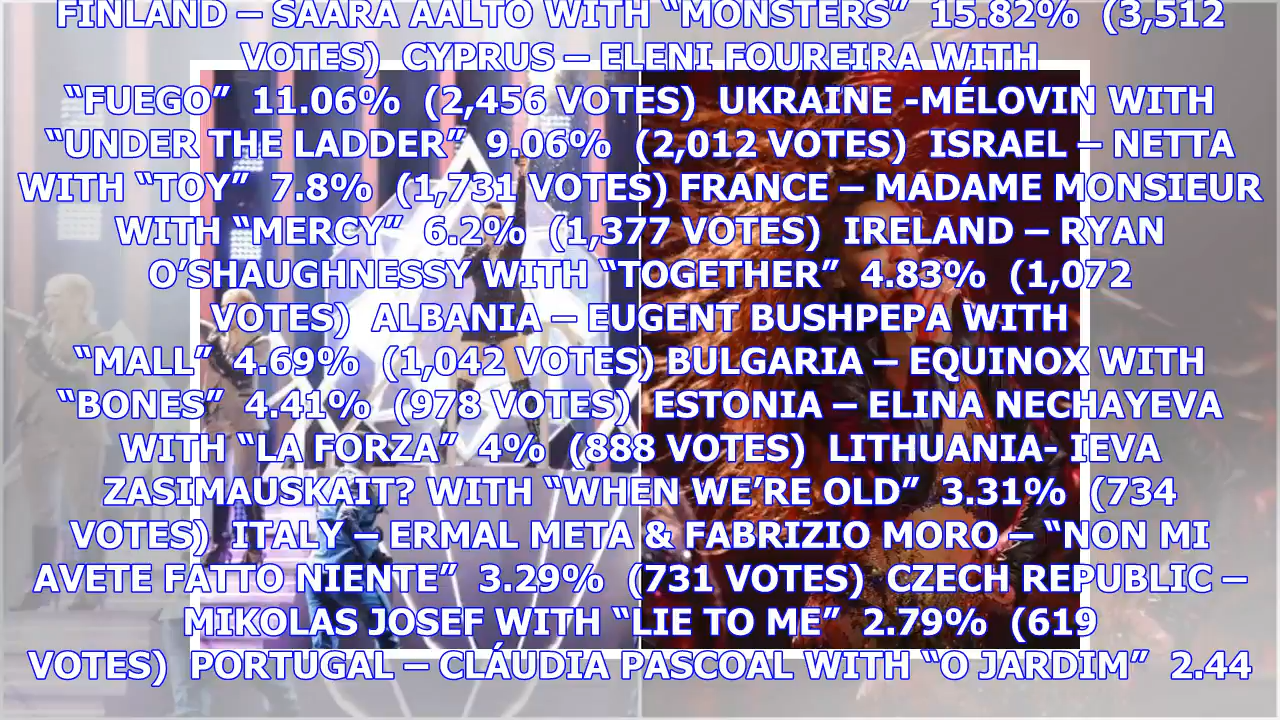 FINLAND – SAARA AALTO WITH “MONSTERS” 15.82% (3,512
VOTES) CYPRUS – ELENI FOUREIRA WITH
“FUEGO” 11.06% (2,456 VOTES) UKRAINE -MÉLOVIN WITH
“UNDER THE LADDER” 9.06% (2,012 VOTES) ISRAEL – NETTA
WITH “TOY” 7.8% (1,731 VOTES) FRANCE – MADAME MONSIEUR
WITH “MERCY” 6.2% (1,377 VOTES) IRELAND – RYAN
O’SHAUGHNESSY WITH “TOGETHER” 4.83% (1,072
VOTES) ALBANIA – EUGENT BUSHPEPA WITH
“MALL” 4.69% (1,042 VOTES) BULGARIA – EQUINOX WITH
“BONES” 4.41% (978 VOTES) ESTONIA – ELINA NECHAYEVA
WITH “LA FORZA” 4% (888 VOTES) LITHUANIA- IEVA
ZASIMAUSKAIT? WITH “WHEN WE’RE OLD” 3.31% (734
VOTES) ITALY – ERMAL META & FABRIZIO MORO – “NON MI
AVETE FATTO NIENTE” 3.29% (731 VOTES) CZECH REPUBLIC –
MIKOLAS JOSEF WITH “LIE TO ME” 2.79% (619
VOTES) PORTUGAL – CLÁUDIA PASCOAL WITH “O JARDIM” 2.44